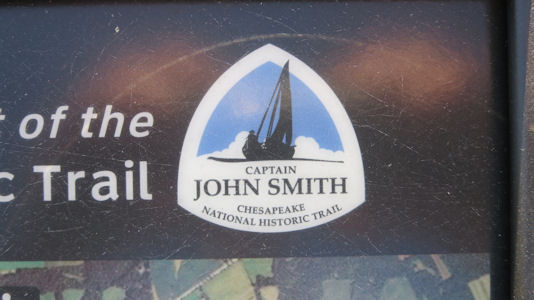 of the
c Trail
CAPTAIN
JOHN SMITH
CHESAPEAKE
NATIONAL HISTORIC TRAIL